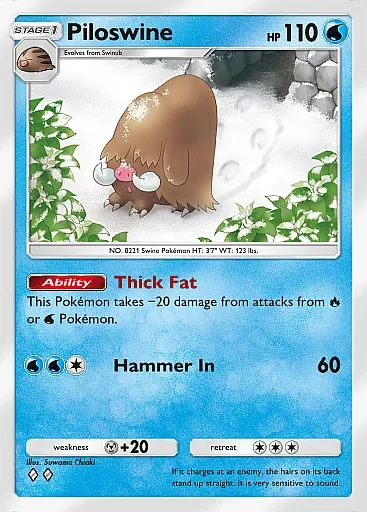 STAGE 1
Piloswine
HP 110
Evolves from Swinub
NO. 0221 Swine Pokémon HT: 3'7" WT: 123 lbs.
Ability Thick Fat
This Pokémon takes −20 damage from attacks from
or Pokémon.
Hammer In 60
weakness +20 retreat
Illus. Suwama Chiaki
If it charges at an enemy, the hairs on its back
stand up straight. It is very sensitive to sound.